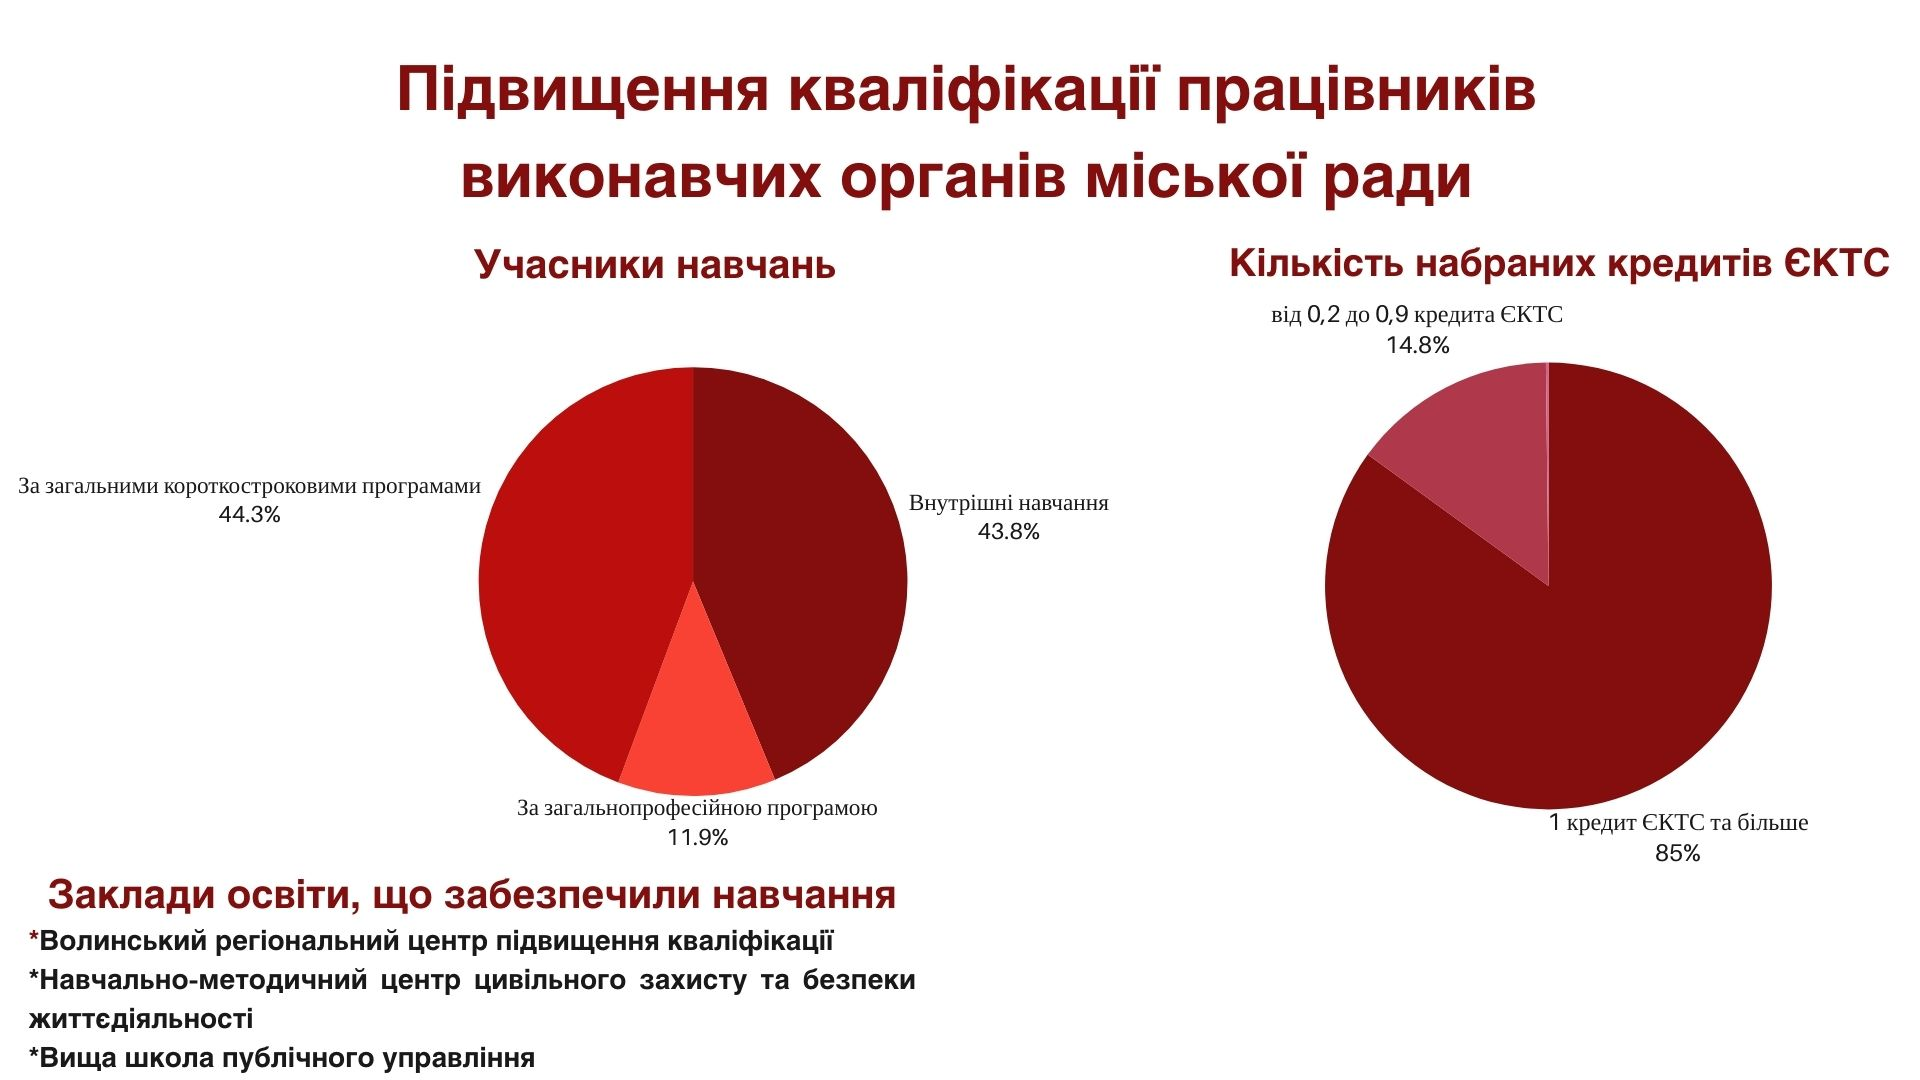 Підвищення кваліфікації працівників
виконавчих органів міської ради
Учасники навчань
За загальними короткостроковими програмами
44.3%
Внутрішні навчання
43.8%
За загальнопрофесійною програмою
11.9%
Кількість набраних кредитів ЄКТС
від 0,2 до 0,9 кредита ЄКТС
14.8%
1 кредит ЄКТС та більше
85%
Заклади освіти, що забезпечили навчання
*Волинський регіональний центр підвищення кваліфікації
*Навчально-методичний центр цивільного захисту та безпеки
життєдіяльності
*Вища школа публічного управління